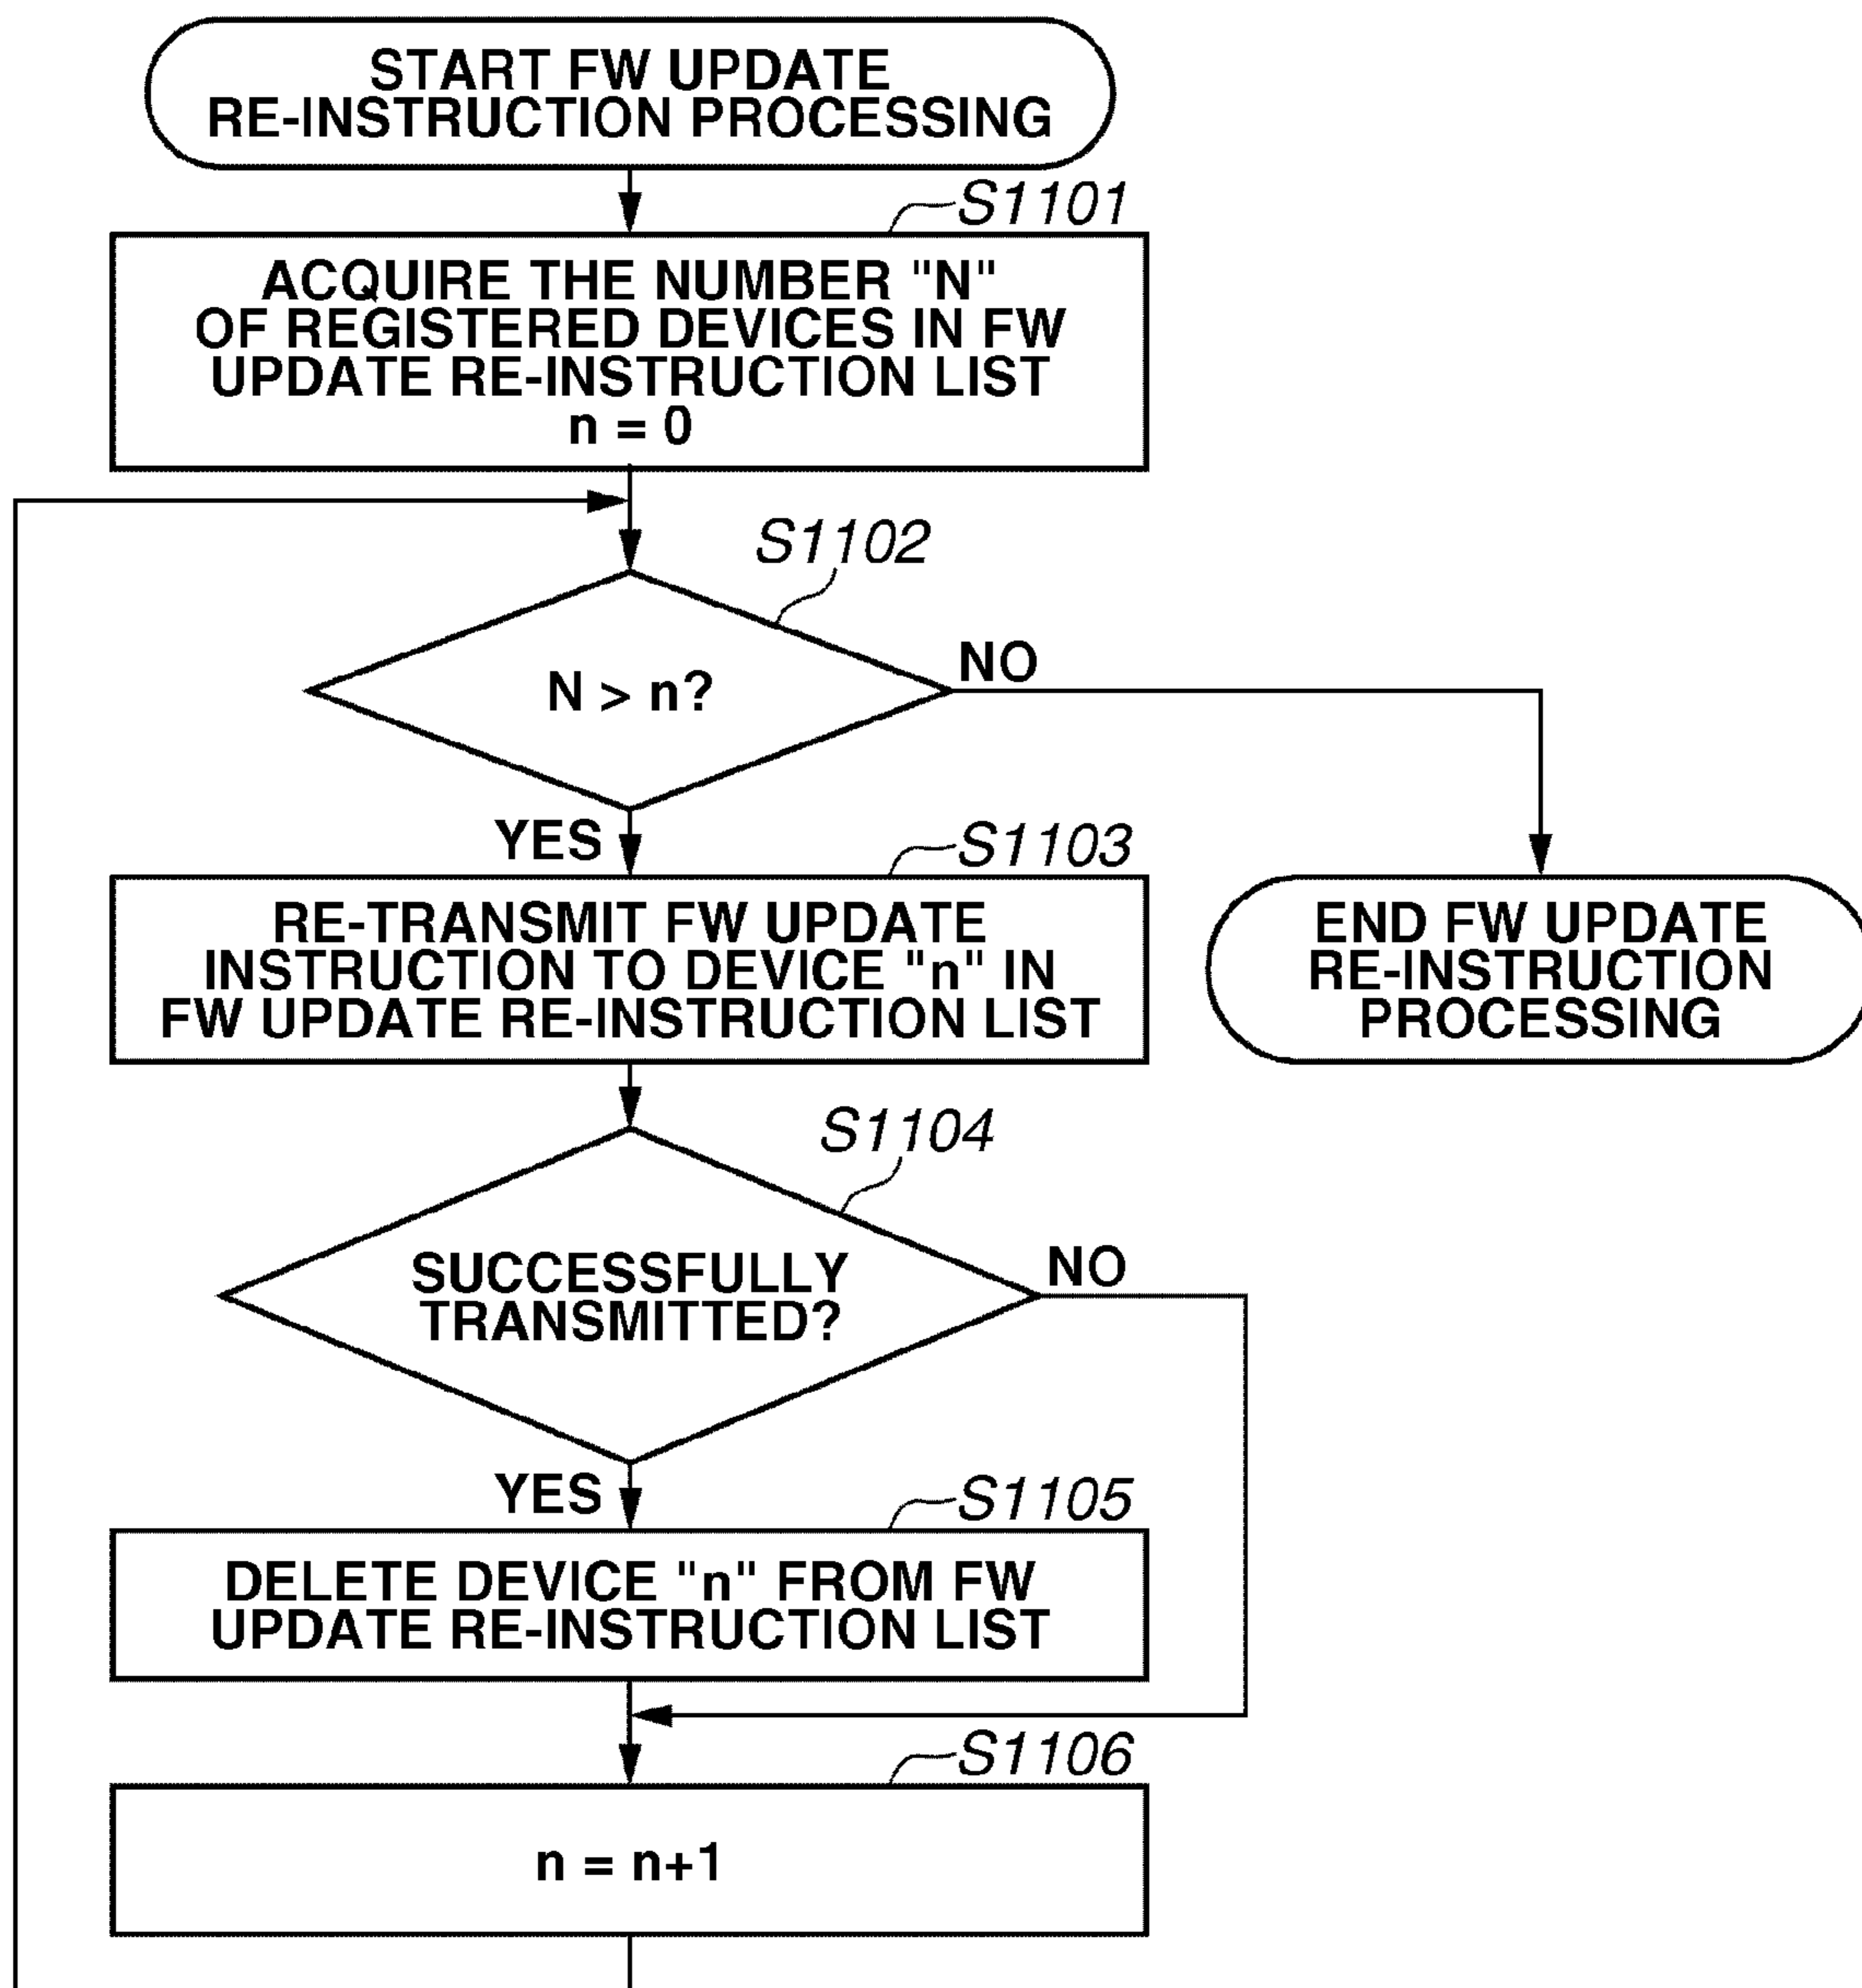 START FW UPDATE
RE-INSTRUCTION PROCESSING
S1101
ACQUIRE THE NUMBER "N"
OF REGISTERED DEVICES IN FW
UPDATE RE-INSTRUCTION LIST
n = 0
S1102
N > n?
NO
YES
S1103
RE-TRANSMIT FW UPDATE
INSTRUCTION TO DEVICE "n" IN
FW UPDATE RE-INSTRUCTION LIST
END FW UPDATE
RE-INSTRUCTION
PROCESSING
S1104
SUCCESSFULLY
TRANSMITTED?
NO
YES
S1105
DELETE DEVICE "n" FROM FW
UPDATE RE-INSTRUCTION LIST
S1106
n = n+1